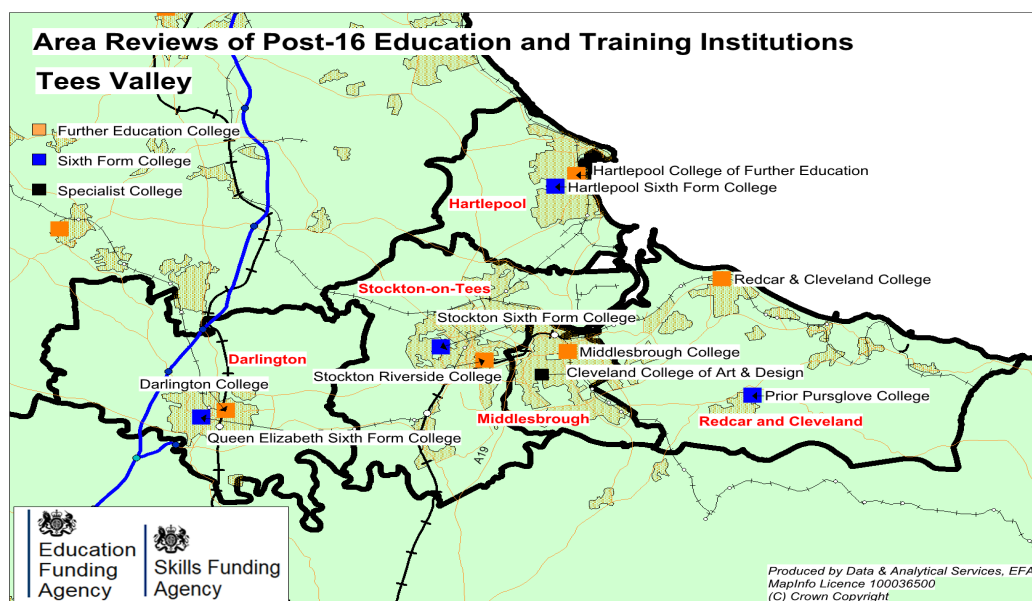 Area Reviews of Post-16 Education and Training Institutions
Tees Valley
Further Education College
Sixth Form College
Specialist College
Hartlepool College of Further Education
Hartlepool Sixth Form College
Hartlepool
Redcar & Cleveland College
Stockton-on-Tees
Stockton Sixth Form College
Middlesbrough College
Darlington
Stockton Riverside College
Cleveland College of Art & Design
Darlington College
Prior Pursglove College
Middlesbrough
Redcar and Cleveland
Queen Elizabeth Sixth Form College
A19
Education
Funding
Agency
Skills Funding
Agency
Produced by Data & Analytical Services, EFA
MapInfo Licence 100036500
(C) Crown Copyright